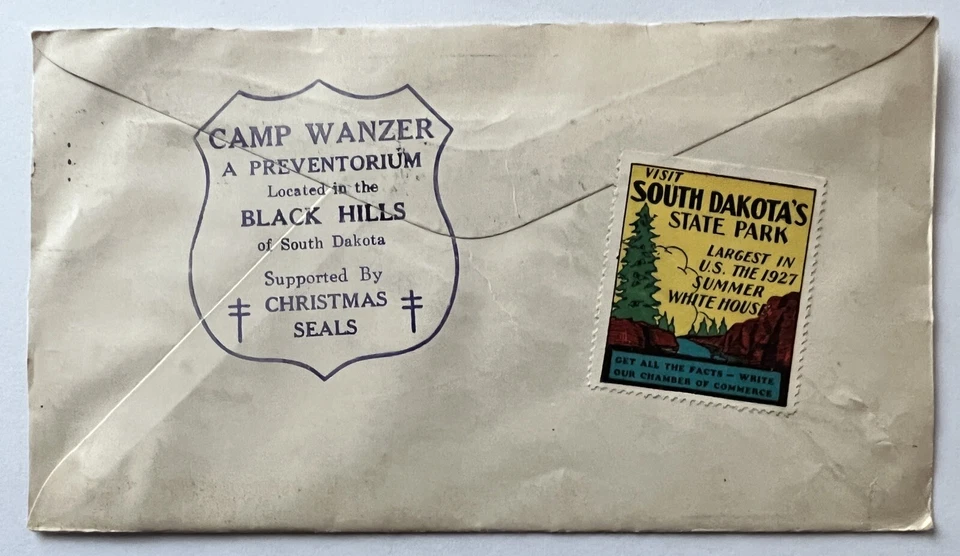 CAMP WANZER
A PREVENTORIUM
Located in the
BLACK HILLS
of South Dakota
Supported By
CHRISTMAS
SEALS
VISIT
SOUTH DAKOTA'S
STATE PARK
LARGEST IN
U.S. THE 1927
SUMMER
WHITE HOUSE
GET ALL THE FACTS — WRITE
OUR CHAMBER OF COMMERCE